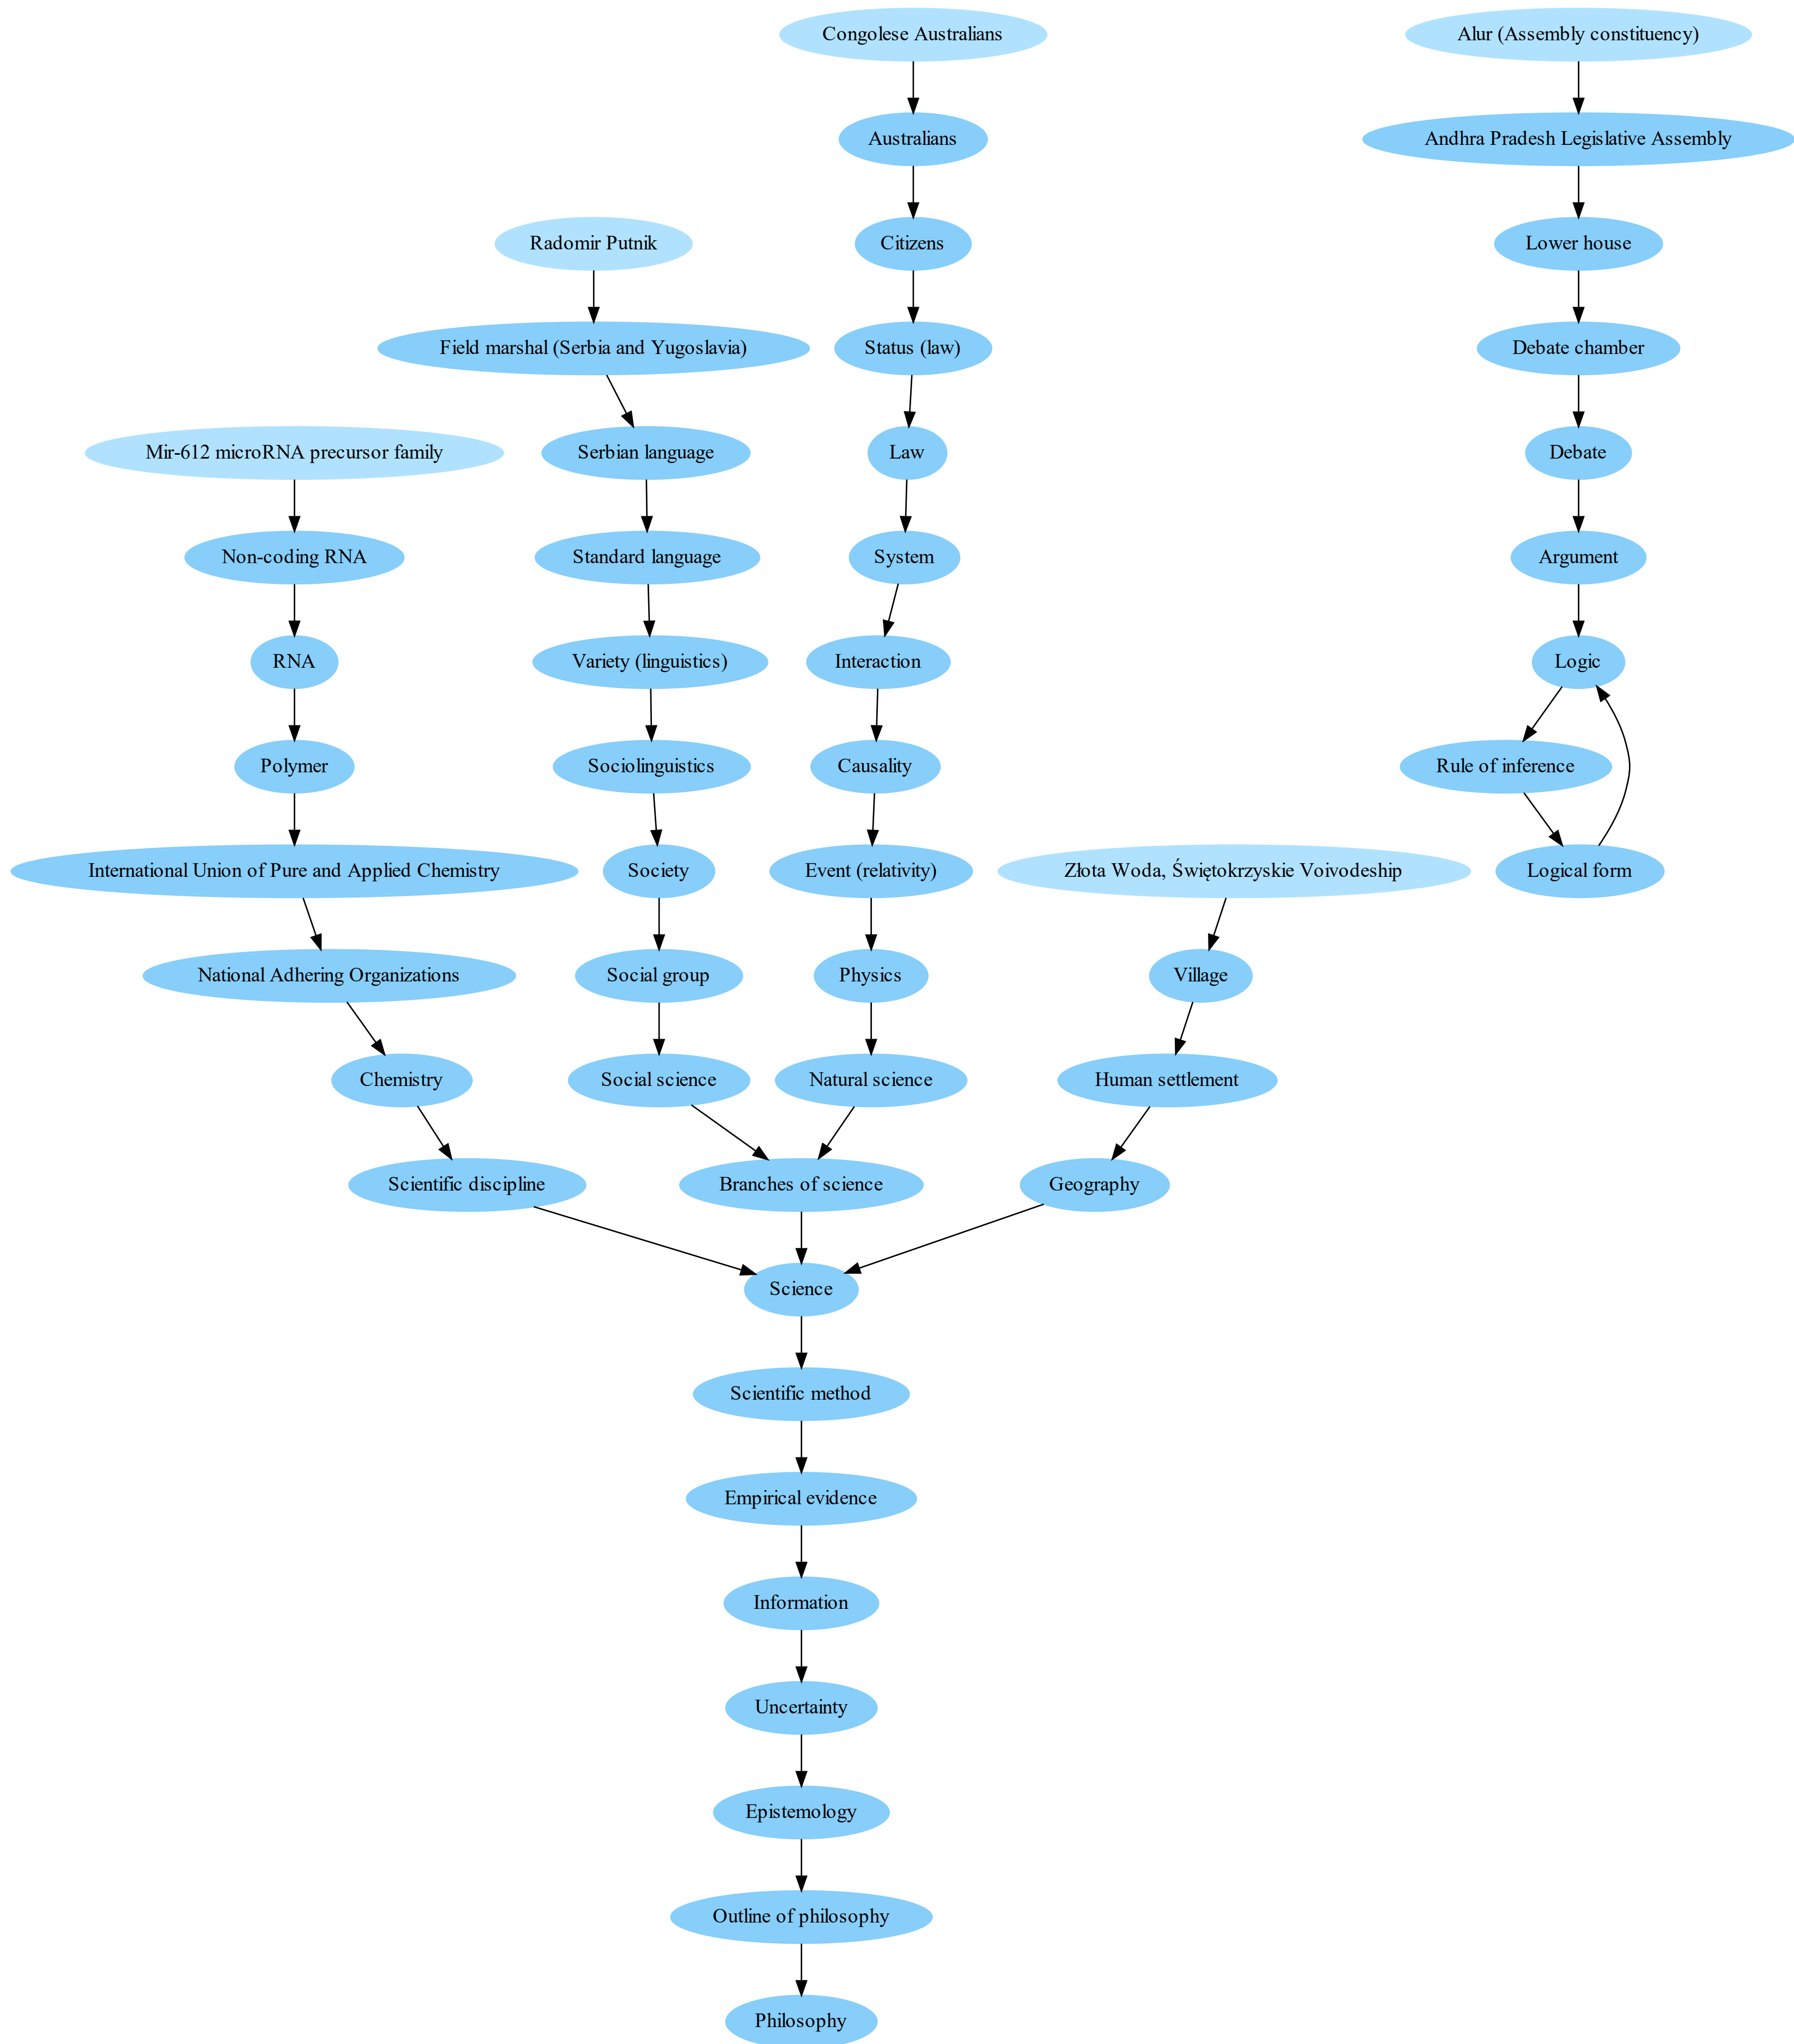 Congolese Australians
Alur (Assembly constituency)
Australians
Andhra Pradesh Legislative Assembly
Radomir Putnik
Citizens
Lower house
Field marshal (Serbia and Yugoslavia)
Status (law)
Debate chamber
Mir-612 microRNA precursor family
Serbian language
Law
Debate
Non-coding RNA
Standard language
System
Argument
RNA
Variety (linguistics)
Interaction
Logic
Polymer
Sociolinguistics
Causality
Rule of inference
International Union of Pure and Applied Chemistry
Society
Event (relativity)
Złota Woda, Świętokrzyskie Voivodeship
Logical form
National Adhering Organizations
Social group
Physics
Village
Chemistry
Social science
Natural science
Human settlement
Scientific discipline
Branches of science
Geography
Science
Scientific method
Empirical evidence
Information
Uncertainty
Epistemology
Outline of philosophy
Philosophy